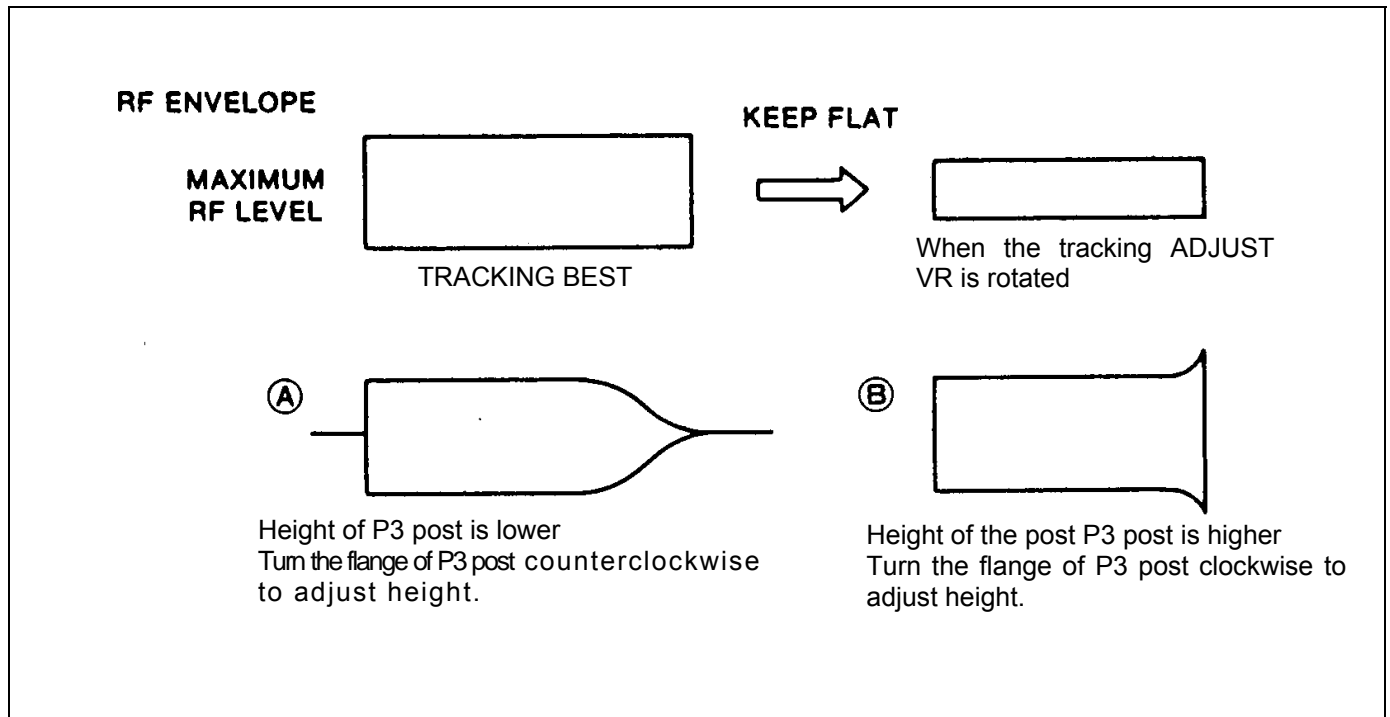 RF ENVELOPE
MAXIMUM
RF LEVEL
TRACKING BEST
KEEP FLAT
When the tracking ADJUST
VR is rotated
A
Height of P3 post is lower
Turn the flange of P3 post counterclockwise
to adjust height.
B
Height of the post P3 post is higher
Turn the flange of P3 post clockwise to
adjust height.